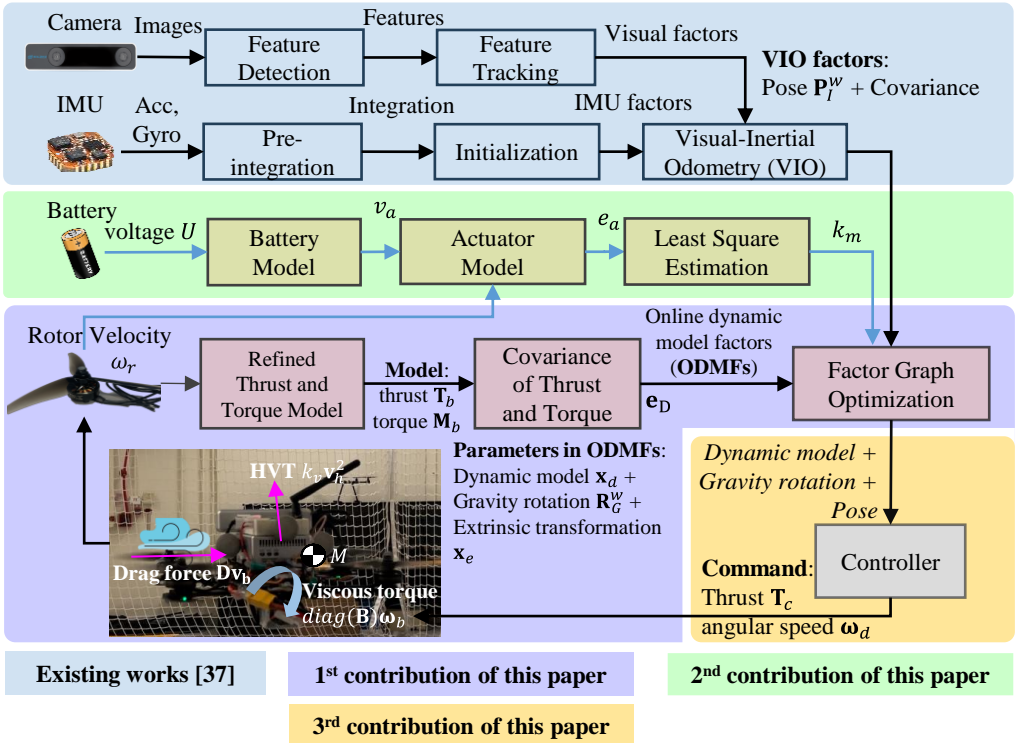 Camera
Images
Feature
Detection
Features
Feature
Tracking
Visual factors
VIO factors:
Pose 𝐏_I^w + Covariance
IMU
Acc,
Gyro
Pre-
integration
Integration
Initialization
IMU factors
Visual-Inertial
Odometry (VIO)
Battery
voltage U
BATTERY
Battery
Model
v_a
Actuator
Model
e_a
Least Square
Estimation
k_m
Rotor Velocity
ω_r
Refined
Thrust and
Torque Model
Model:
thrust 𝐓_b
torque 𝐌_b
Covariance
of Thrust
and Torque
Online dynamic
model factors
(ODMFs)
𝐞_D
Factor Graph
Optimization
Parameters in ODMFs:
Dynamic model 𝐱_d +
Gravity rotation 𝐑_G^w +
Extrinsic transformation
𝐱_e
HVT k_v 𝐯_h^2
Drag force 𝐃𝐯_b
M
Viscous torque
diag(𝐁)𝛚_b
Dynamic model +
Gravity rotation +
Pose
Controller
Command:
Thrust 𝐓_c
angular speed 𝛚_d
Existing works [37]
1st contribution of this paper
2nd contribution of this paper
3rd contribution of this paper